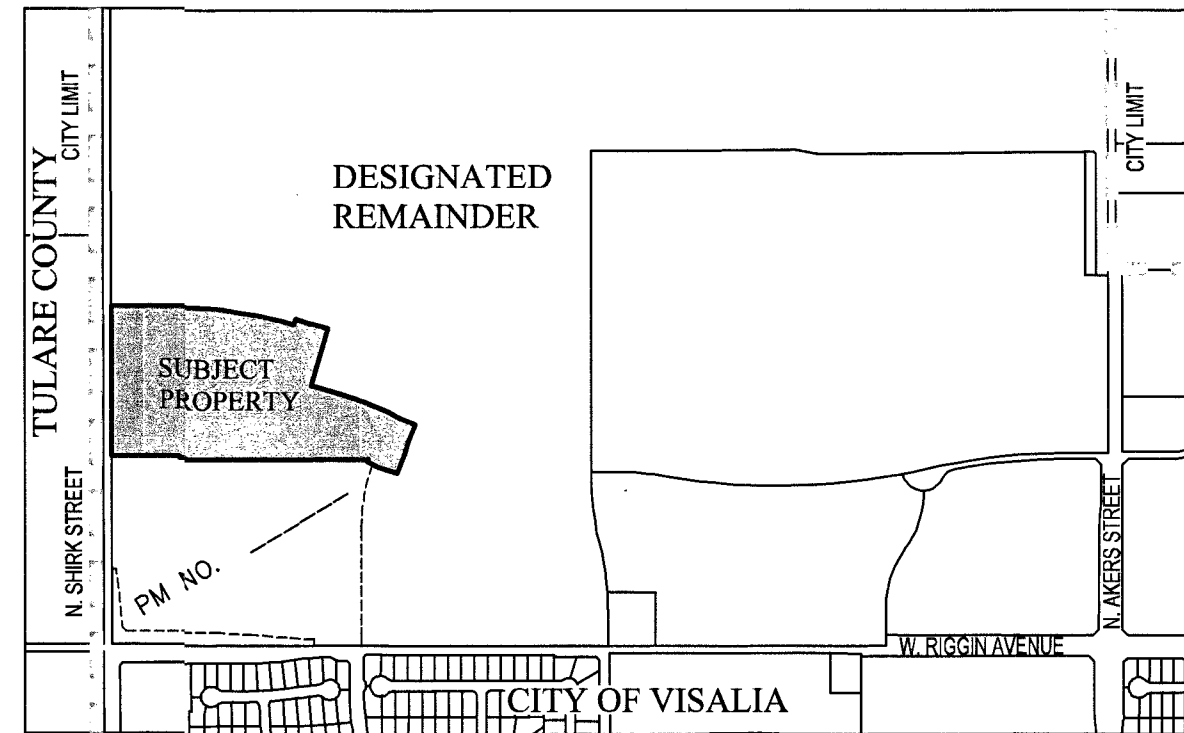 CITY LIMIT
TULARE COUNTY
DESIGNATED
REMAINDER
CITY LIMIT
SUBJECT
PROPERTY
N. SHIRK STREET
PM NO.
N. AKERS STREET
W. RIGGIN AVENUE
CITY OF VISALIA